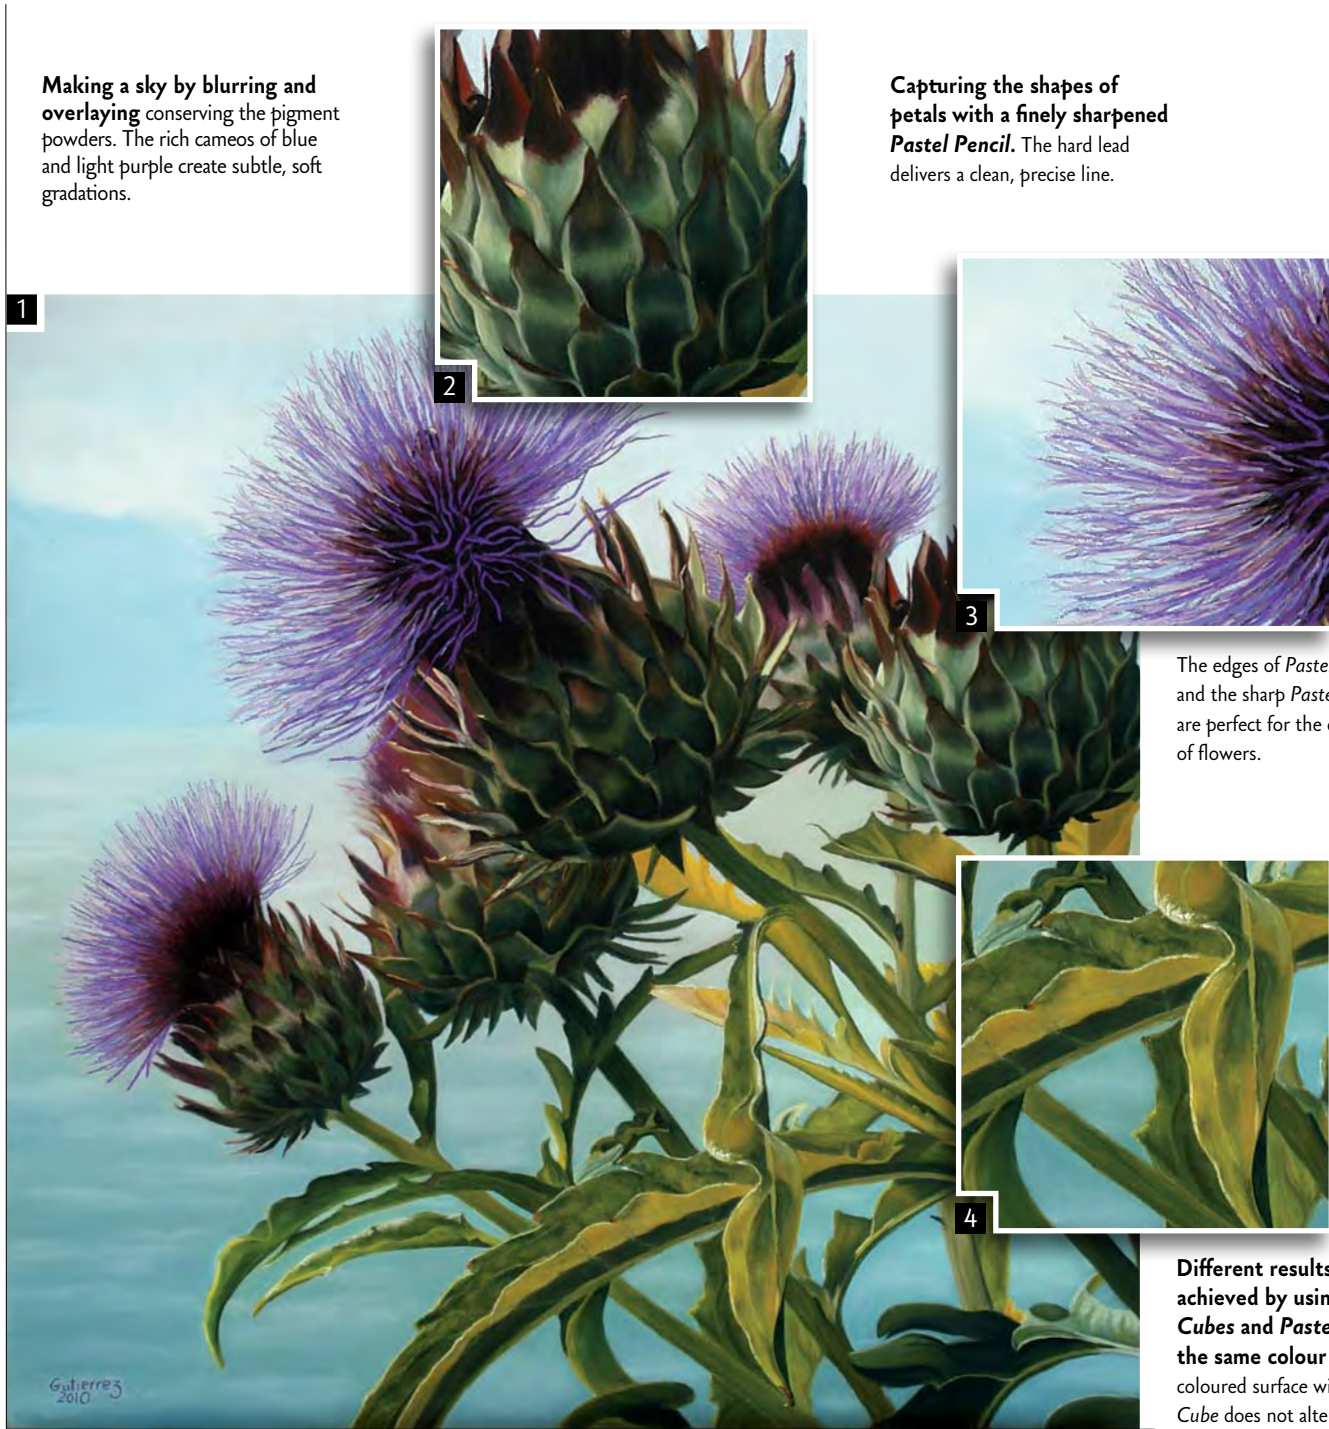 Making a sky by blurring and
overlaying conserving the pigment
powders. The rich cameos of blue
and light purple create subtle, soft
gradations.
Capturing the shapes of
petals with a finely sharpened
Pastel Pencil. The hard lead
delivers a clean, precise line.
1
2
3
The edges of Paste
and the sharp Paste
are perfect for the
of flowers.
4
Different results
achieved by usin
Cubes and Paste
the same colour
coloured surface wi
Cube does not alte
Gutierrez
2010